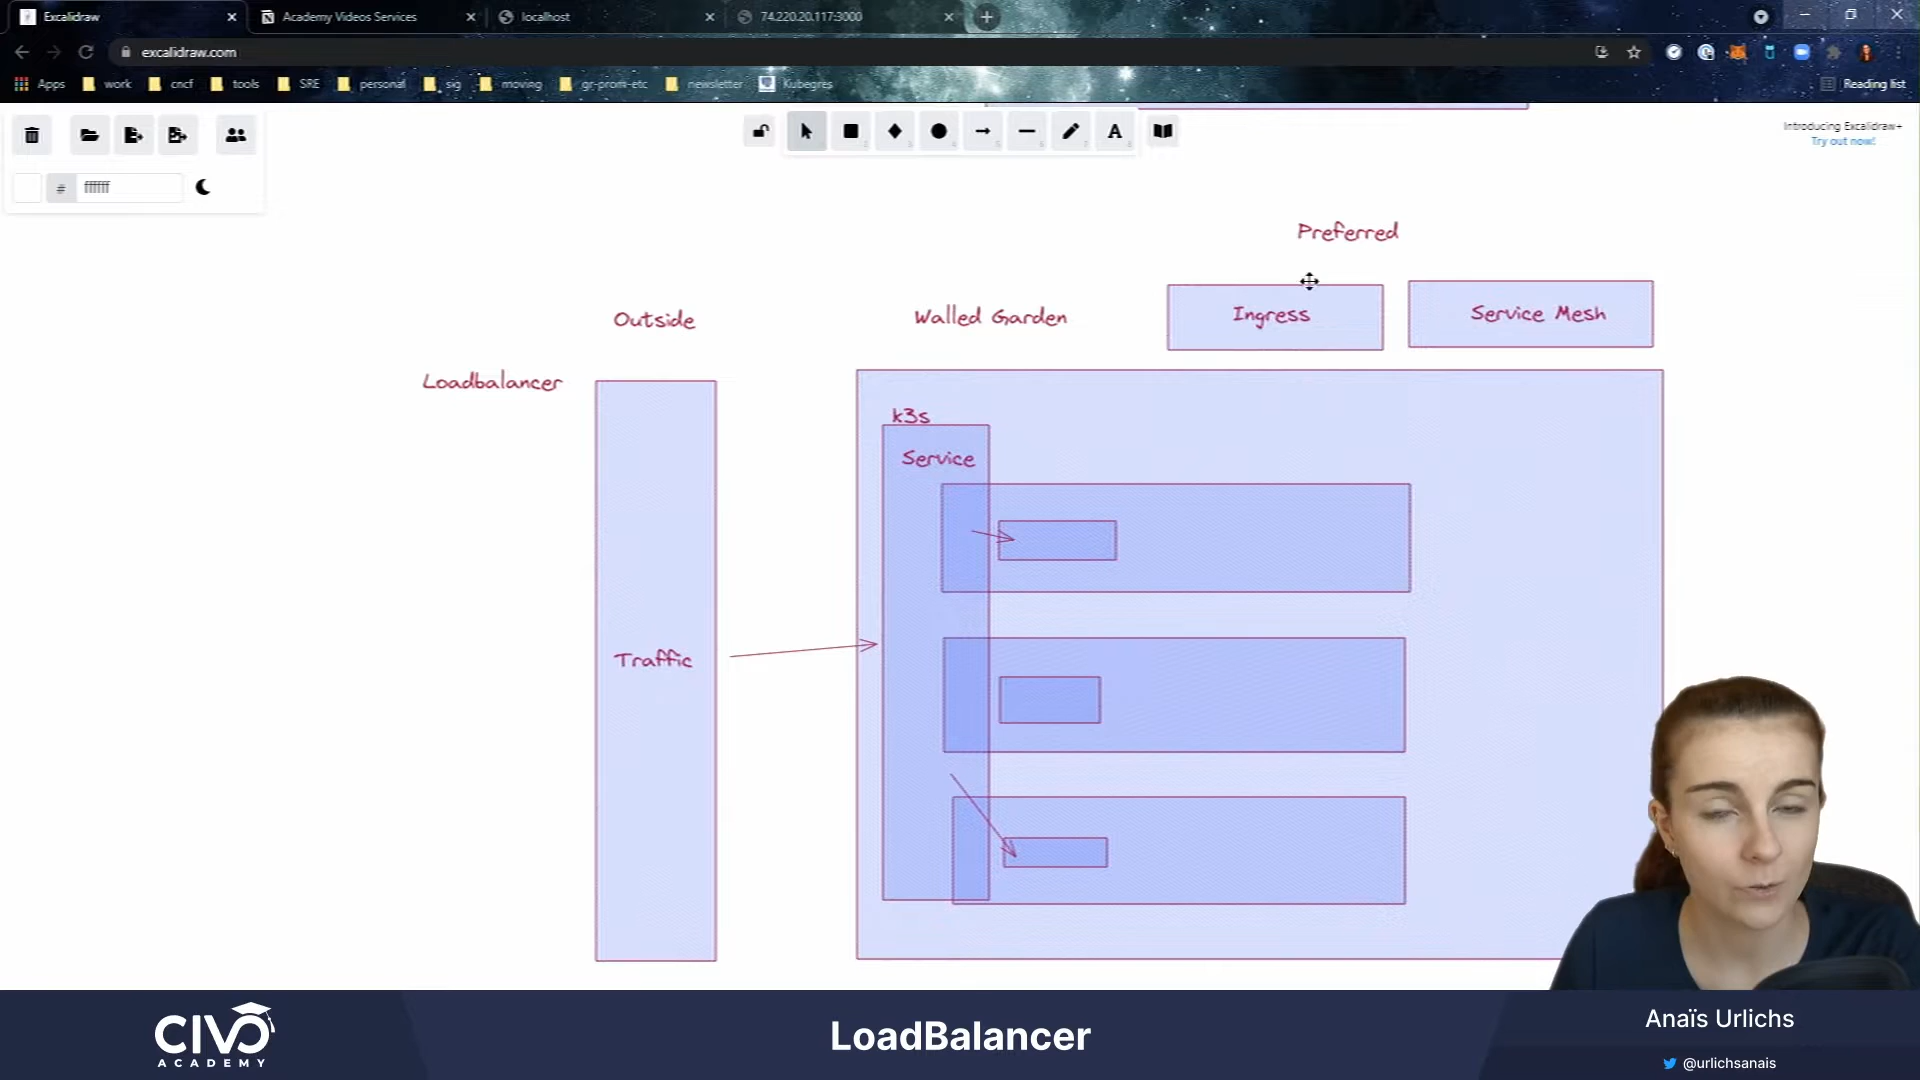 Excalidraw
Academy Videos Services
localhost
74.220.20.117:3000
excalidraw.com
Apps
work
cncf
tools
SRE
personal
sig
moving
gr-prom-etc
newsletter
Kubegres
Reading list
A
Introducing Excalidraw+
Try out now!
# ffffff
Preferred
Outside
Walled Garden
Ingress
Service Mesh
Loadbalancer
k3s
Service
Traffic
CIVO
ACADEMY
LoadBalancer
Anaïs Urlichs
@urlichsanais